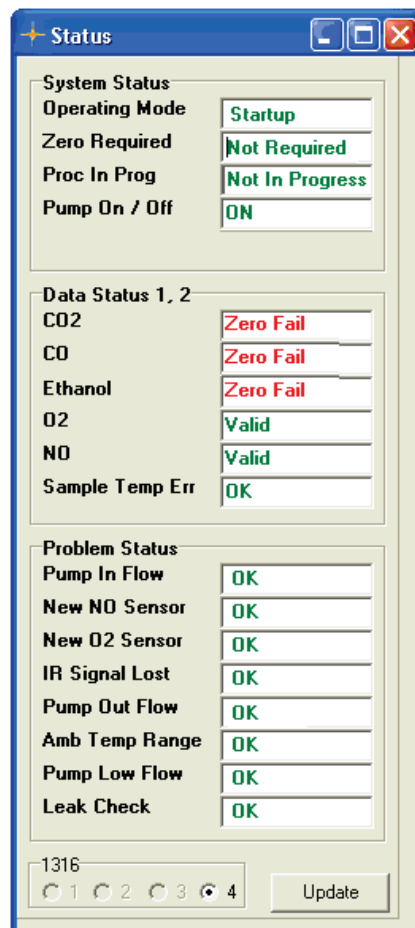 Status
System Status
Operating Mode Startup
Zero Required Not Required
Proc In Prog Not In Progress
Pump On / Off ON
Data Status 1, 2
CO2 Zero Fail
CO Zero Fail
Ethanol Zero Fail
O2 Valid
NO Valid
Sample Temp Err OK
Problem Status
Pump In Flow OK
New NO Sensor OK
New O2 Sensor OK
IR Signal Lost OK
Pump Out Flow OK
Amb Temp Range OK
Pump Low Flow OK
Leak Check OK
1316
1 2 3 4 Update